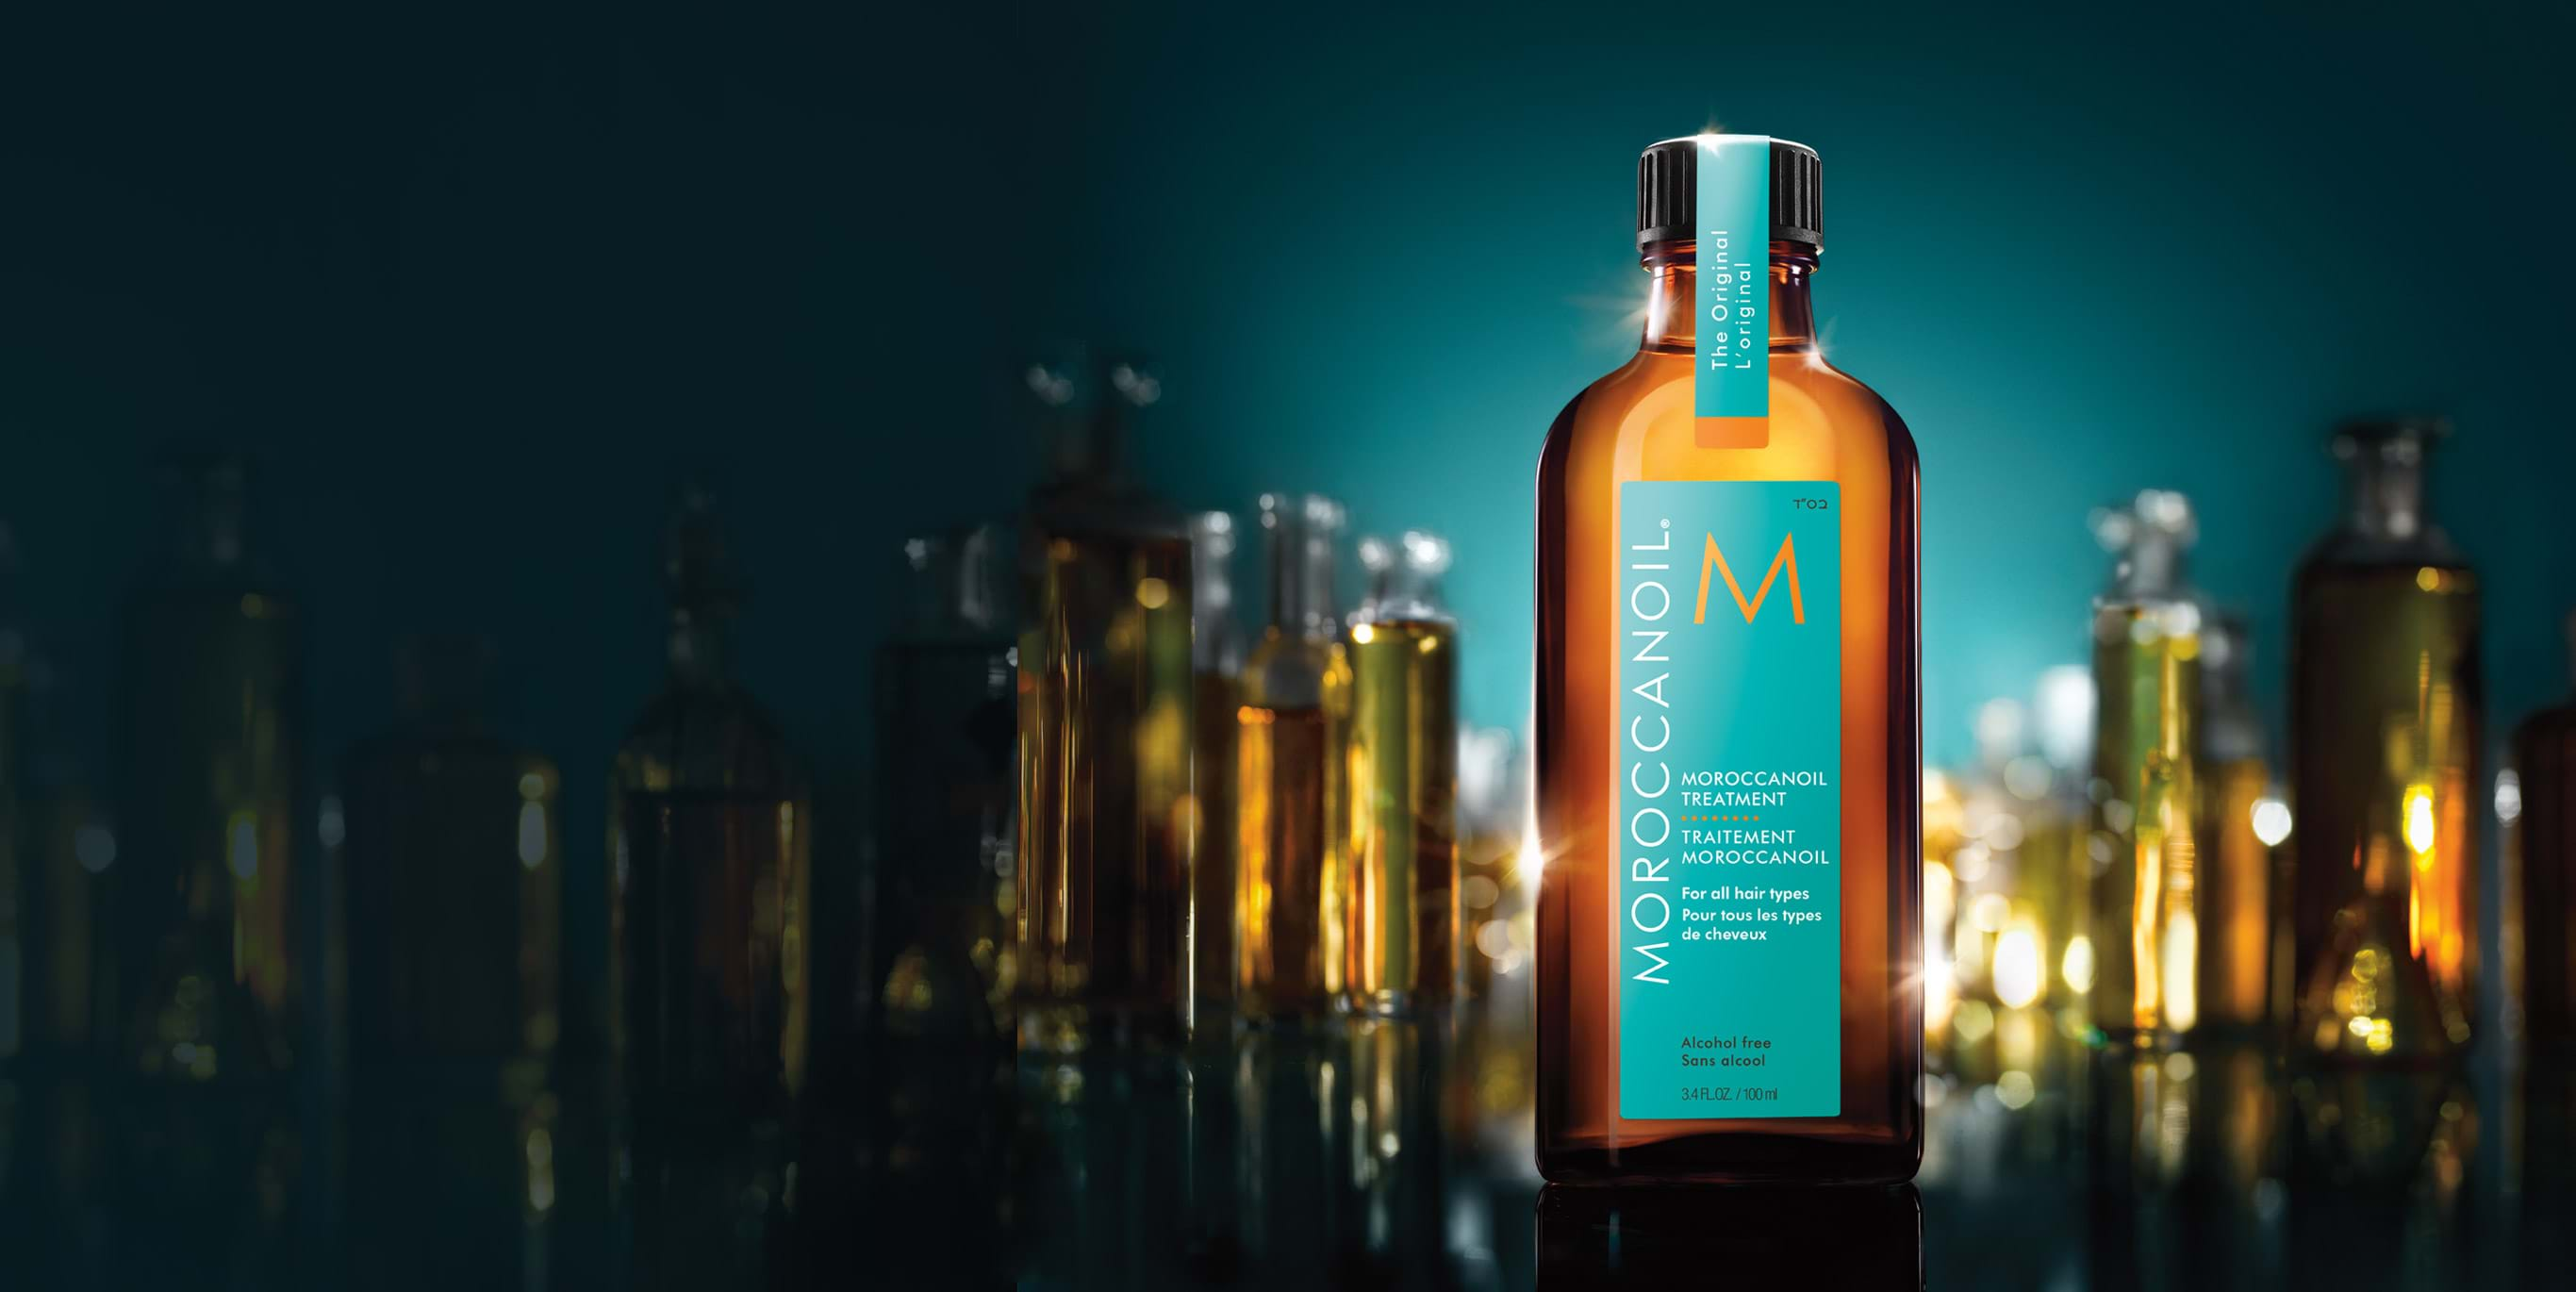 The Original
L'original
בס"ד
M
MOROCCANOIL®
MOROCCANOIL
TREATMENT
TRAITEMENT
MOROCCANOIL
For all hair types
Pour tous les types
de cheveux
Alcohol free
Sans alcool
3.4 FL.OZ. / 100 ml